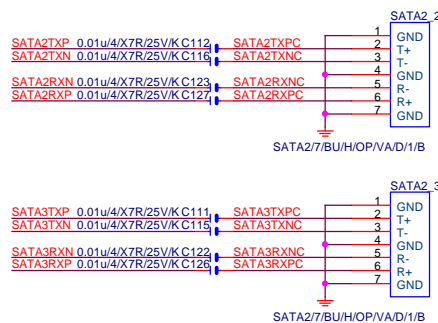 SATA2_2
1 GND
SATA2TXP 0.01u/4/X7R/25V/K C112 SATA2TXPC 2 T+
SATA2TXN 0.01u/4/X7R/25V/K C116 SATA2TXNC 3 T-
4 GND
SATA2RXN 0.01u/4/X7R/25V/K C123 SATA2RXNC 5 R-
SATA2RXP 0.01u/4/X7R/25V/K C127 SATA2RXPC 6 R+
7 GND
SATA2/7/BU/H/OP/VA/D/1/B
SATA2_3
1 GND
SATA3TXP 0.01u/4/X7R/25V/K C111 SATA3TXPC 2 T+
SATA3TXN 0.01u/4/X7R/25V/K C115 SATA3TXNC 3 T-
4 GND
SATA3RXN 0.01u/4/X7R/25V/K C122 SATA3RXNC 5 R-
SATA3RXP 0.01u/4/X7R/25V/K C126 SATA3RXPC 6 R+
7 GND
SATA2/7/BU/H/OP/VA/D/1/B